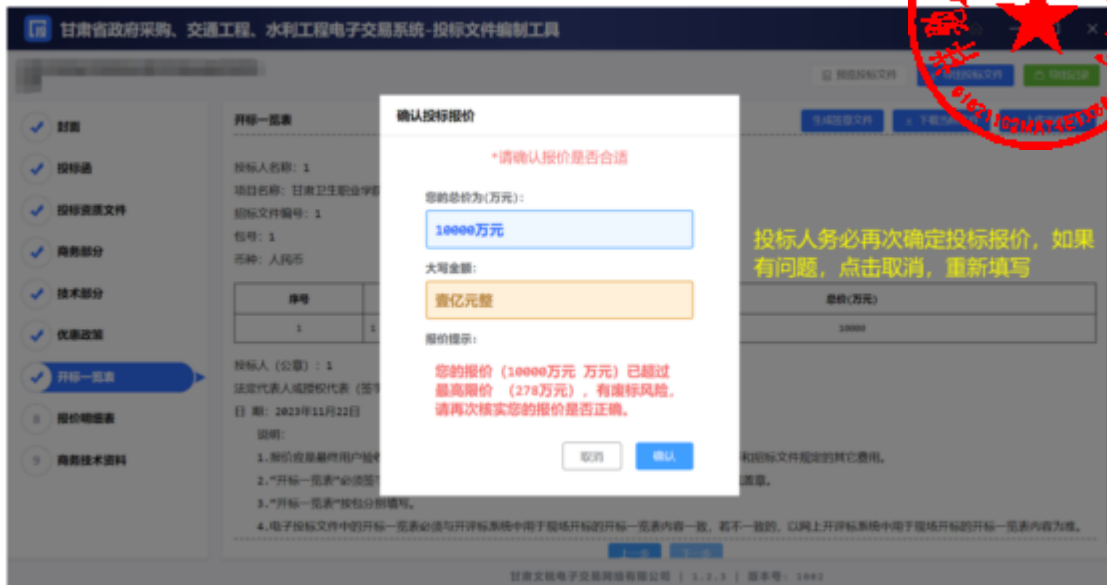 甘肃省政府采购、交通工程、水利工程电子交易系统-投标文件编制工具
预览投标文件
导出投标文件
封面
投标函
投标资质文件
商务部分
技术部分
优惠政策
开标一览表
8 报价明细表
9 商务技术资料
开标一览表
生成签章文件
投标人名称: 1
项目名称: 甘肃卫生职业学院
招标文件编号: 1
包号: 1
币种: 人民币
序号
总价(万元)
1
1
10000
投标人 (公章) : 1
法定代表人或授权代表 (签字
日 期: 2023年11月22日
说明:
1.报价应是最终用户验收
和招标文件规定的其它费用。
2."开标一览表"必须签
盖章。
3."开标一览表"按包分别填写。
4.电子投标文件中的开标一览表必须与开评标系统中用于现场开标的开标一览表内容一致, 若不一致的, 以网上开评标系统中用于现场开标的开标一览表内容为准。
确认投标报价
*请确认报价是否合适
您的总价为(万元):
10000万元
大写金额:
壹亿元整
报价提示:
您的报价 (10000万元 万元) 已超过
最高限价 (278万元) , 有废标风险,
请再次核实您的报价是否正确。
取消
确认
投标人务必再次确定投标报价, 如果
有问题, 点击取消, 重新填写
上一步
下一步
甘肃文锐电子交易网络有限公司 | 1.2.3 | 版本号: 1002